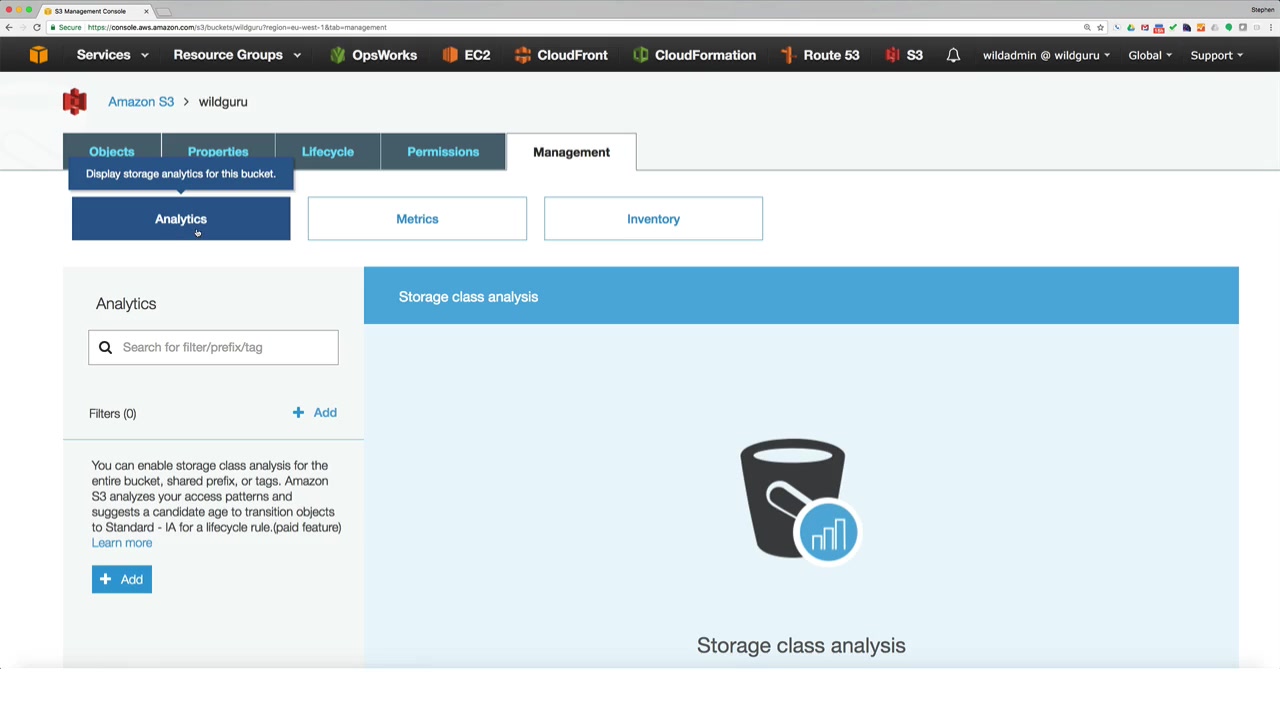 S3 Management Console
Stephen
Secure https://console.aws.amazon.com/s3/buckets/wildguru?region=eu-west-1&tab=management
Services Resource Groups OpsWorks EC2 CloudFront CloudFormation Route 53 S3 wildadmin @ wildguru Global Support
Amazon S3 > wildguru
Objects Properties Lifecycle Permissions Management
Display storage analytics for this bucket.
Analytics Metrics Inventory
Analytics
Storage class analysis
Search for filter/prefix/tag
Filters (0) + Add
You can enable storage class analysis for the
entire bucket, shared prefix, or tags. Amazon
S3 analyzes your access patterns and
suggests a candidate age to transition objects
to Standard - IA for a lifecycle rule.(paid feature)
Learn more
+ Add
Storage class analysis